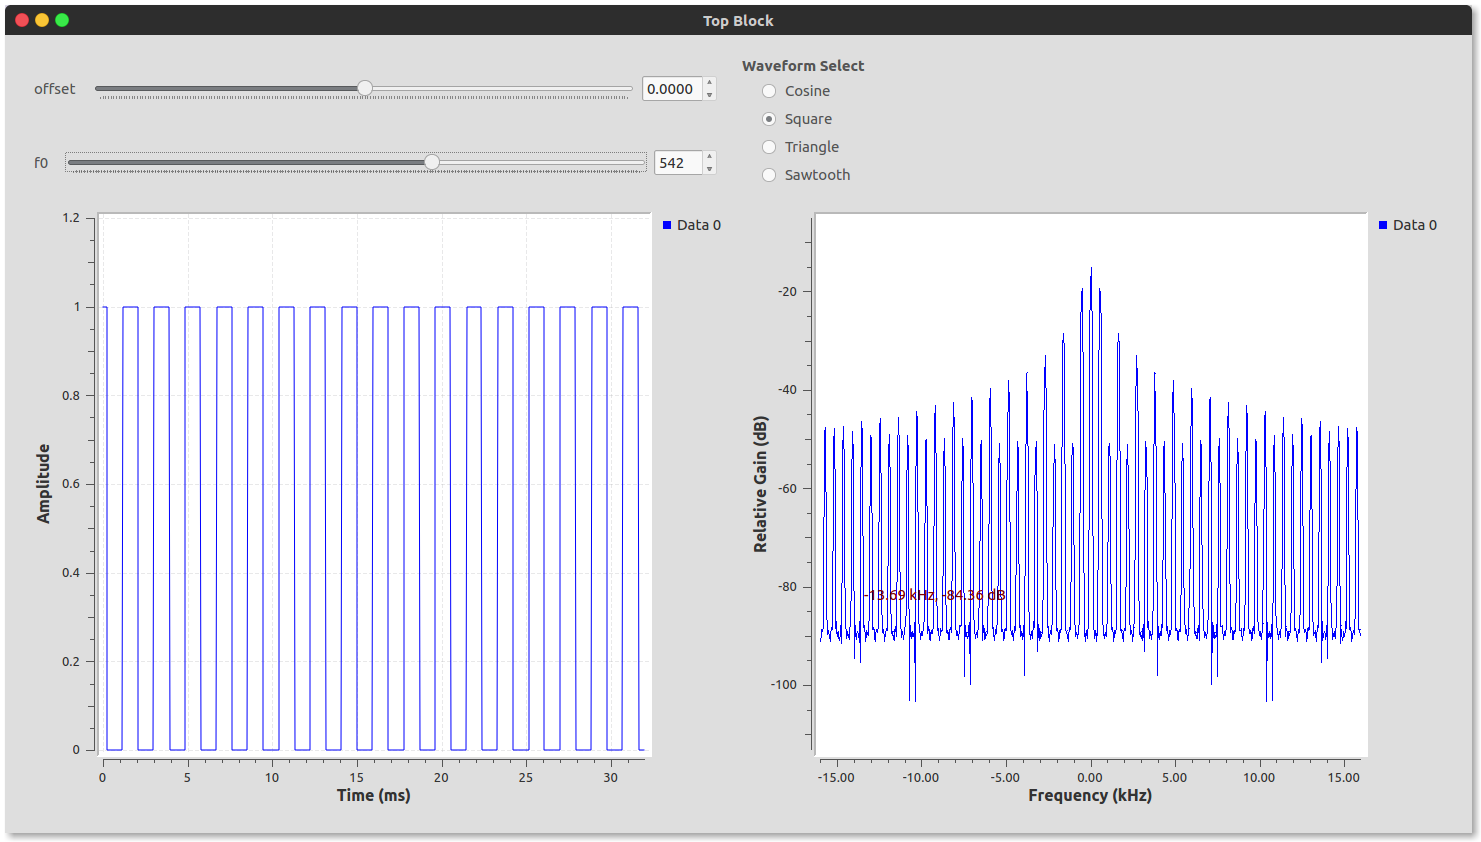 Top Block
offset
0.0000
f0
542
Waveform Select
Cosine
Square
Triangle
Sawtooth
1.2
1
0.8
0.6
0.4
0.2
0
Amplitude
0 5 10 15 20 25 30
Time (ms)
Data 0
-20
-40
-60
-80
-100
Relative Gain (dB)
-13.69 kHz, -84.36 dB
-15.00 -10.00 -5.00 0.00 5.00 10.00 15.00
Frequency (kHz)
Data 0